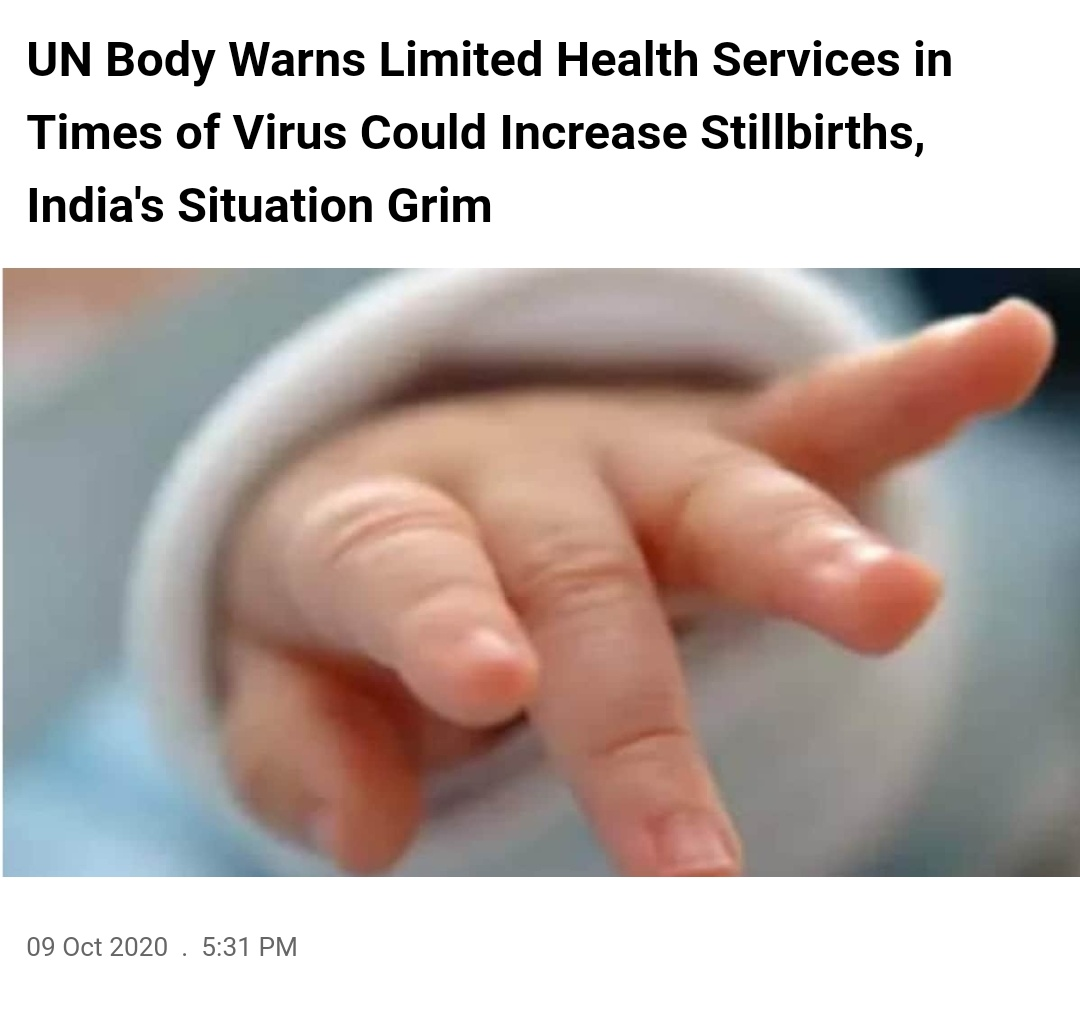 UN Body Warns Limited Health Services in
Times of Virus Could Increase Stillbirths,
India's Situation Grim
09 Oct 2020 . 5:31 PM